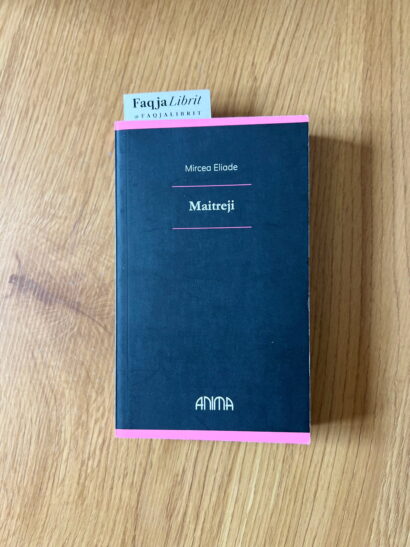 Faqja Librit
@FAQJALIBRIT
Mircea Eliade
Maitreji
ANIMA